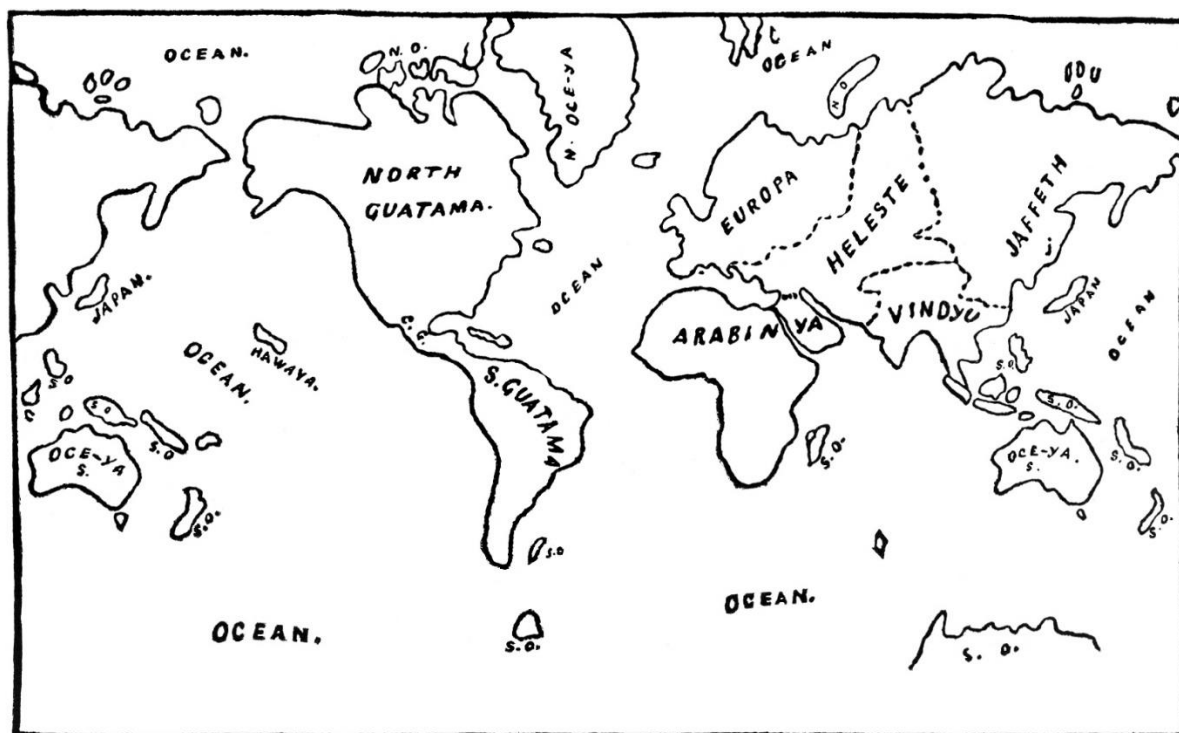 OCEAN.
N. O.
OCEAN
N. O.
N. OCE-YA
NORTH
GUATAMA.
EUROPA
HELESTE
JAFFETH
JAPAN.
OCEAN
VINDYU
JAPAN
OCEAN
C. G.
ARABIN YA
HAWAYA.
OCEAN.
S. O
S. O.
S. GUATAMA
S. O
S. O.
S. O.
S. O.
OCE-YA
S.
OCE-YA.
S.
S. O.
S. O.
S. O.
S. O
OCEAN.
OCEAN.
S. O.
S. O.